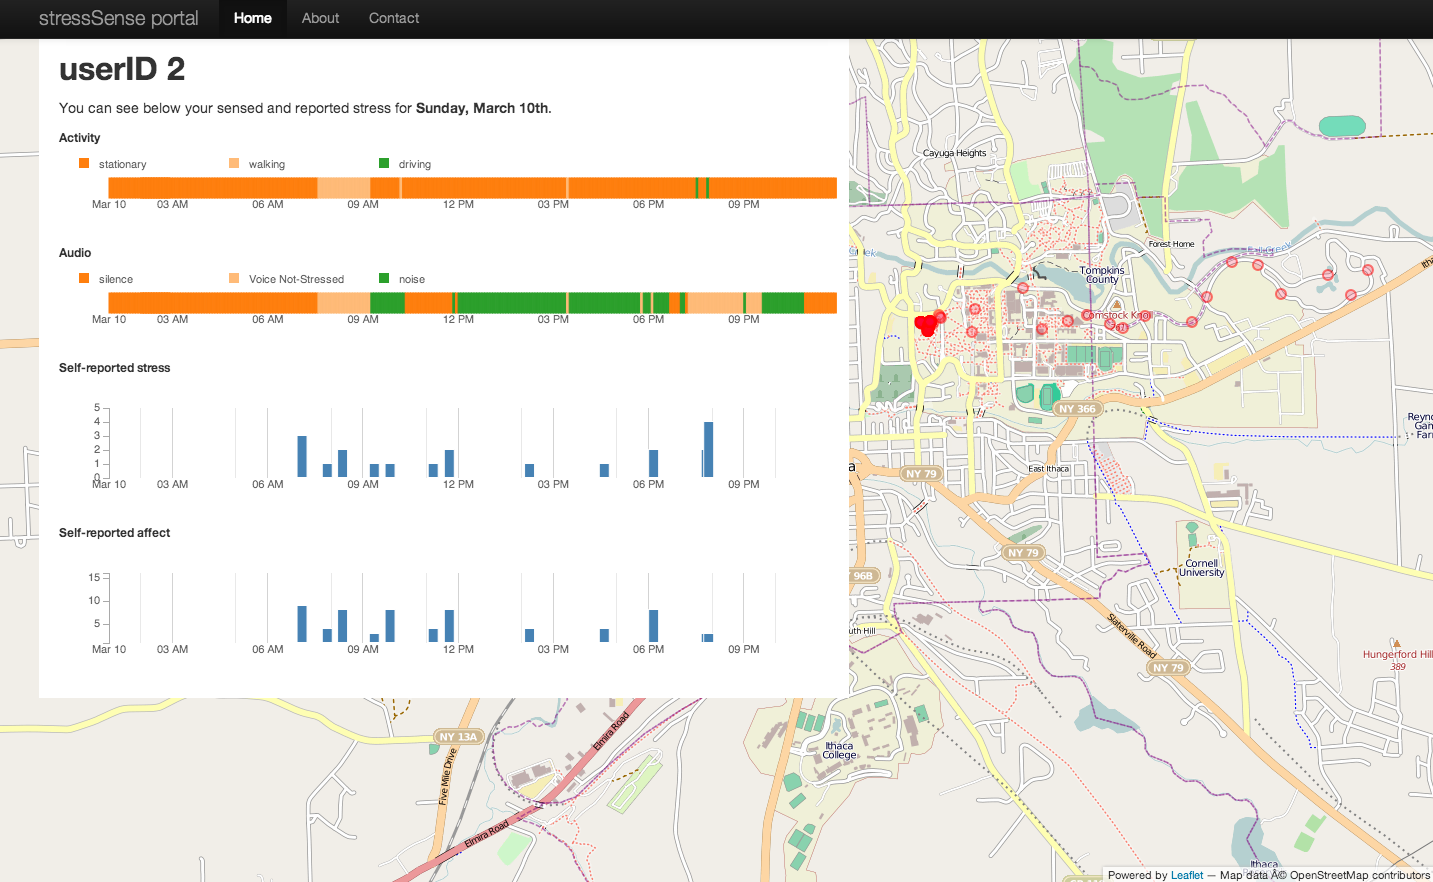 stressSense portal Home About Contact
userID 2
You can see below your sensed and reported stress for Sunday, March 10th.
Activity
stationary walking driving
Mar 10 03 AM 06 AM 09 AM 12 PM 03 PM 06 PM 09 PM
Audio
silence Voice Not-Stressed noise
Mar 10 03 AM 06 AM 09 AM 12 PM 03 PM 06 PM 09 PM
Self-reported stress
5
4
3
2
1
0
Mar 10 03 AM 06 AM 09 AM 12 PM 03 PM 06 PM 09 PM
Self-reported affect
15
10
5
Mar 10 03 AM 06 AM 09 AM 12 PM 03 PM 06 PM 09 PM
Cayuga Heights
Forest Home
Fall Creek
Tompkins
County
Comstock Knoll
NY 366
East Ithaca
NY 79
NY 79
96B
Cornell
University
Slaterville Road
NY 79
Hungerford Hill
389
NY 13A
Five Mile Drive
Elmira Road
Elmira Road
Ithaca
College
Ithaca
Powered by Leaflet — Map data Â© OpenStreetMap contributors